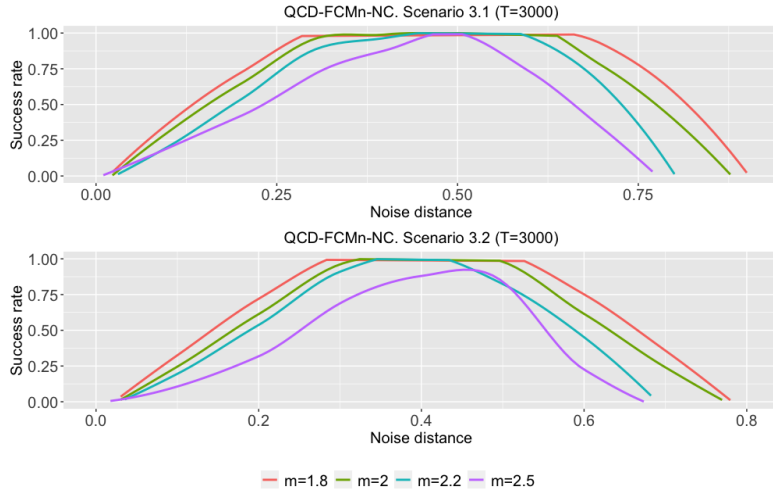 QCD-FCMn-NC. Scenario 3.1 (T=3000)
1.00
0.75
0.50
0.25
0.00
Success rate
0.00 0.25 0.50 0.75
Noise distance
QCD-FCMn-NC. Scenario 3.2 (T=3000)
1.00
0.75
0.50
0.25
0.00
Success rate
0.0 0.2 0.4 0.6 0.8
Noise distance
m=1.8 m=2 m=2.2 m=2.5